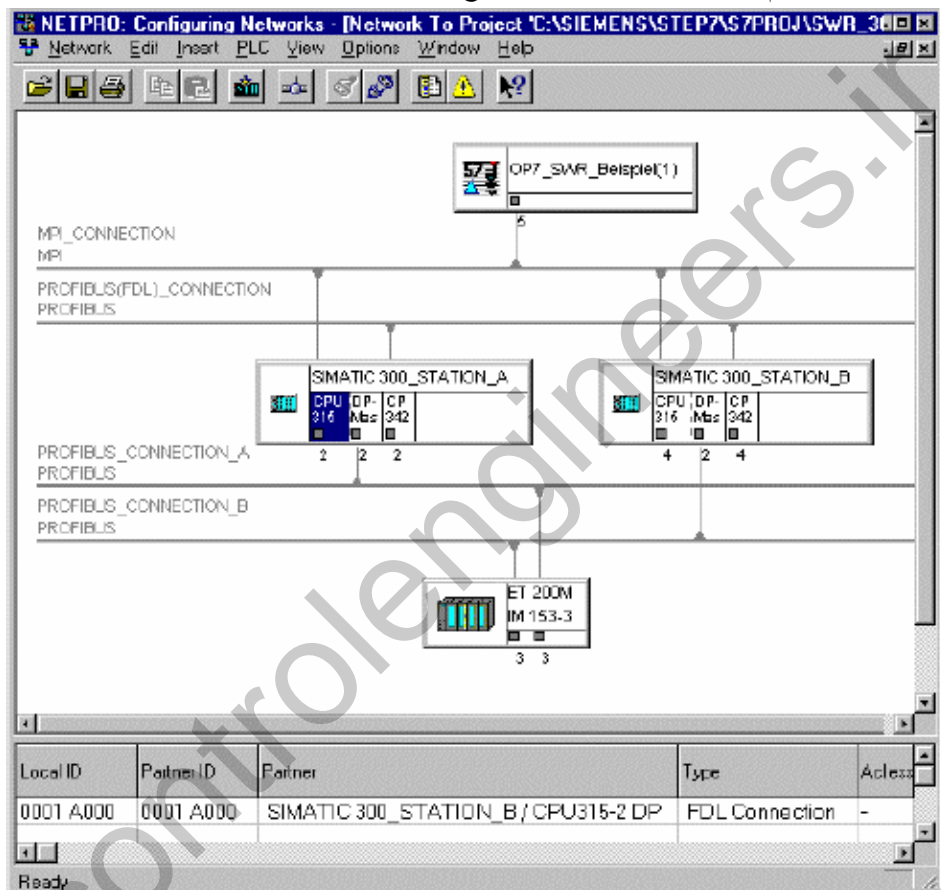 NETPRO: Configuring Networks - [Network To Project 'C:\SIEMENS\STEP7\S7PROJ\SWR_3
Network Edit Insert PLC View Options Window Help
OP7_SWR_Beispiel(1)
6
MPI_CONNECTION
MPI
PROFIBUS(FDL)_CONNECTION
PROFIBUS
SIMATIC 300_STATION_A
CPU 315
DP-Mas
CP 342
2 2 2
SIMATIC 300_STATION_B
CPU 315
DP-Mas
CP 342
4 2 4
PROFIBUS_CONNECTION_A
PROFIBUS
PROFIBUS_CONNECTION_B
PROFIBUS
ET 200M
IM 153-3
3 3
Local ID Partner ID Partner Type
0001 A000 0001 A000 SIMATIC 300_STATION_B / CPU315-2 DP FDL Connection -
Ready
controlengineers.ir